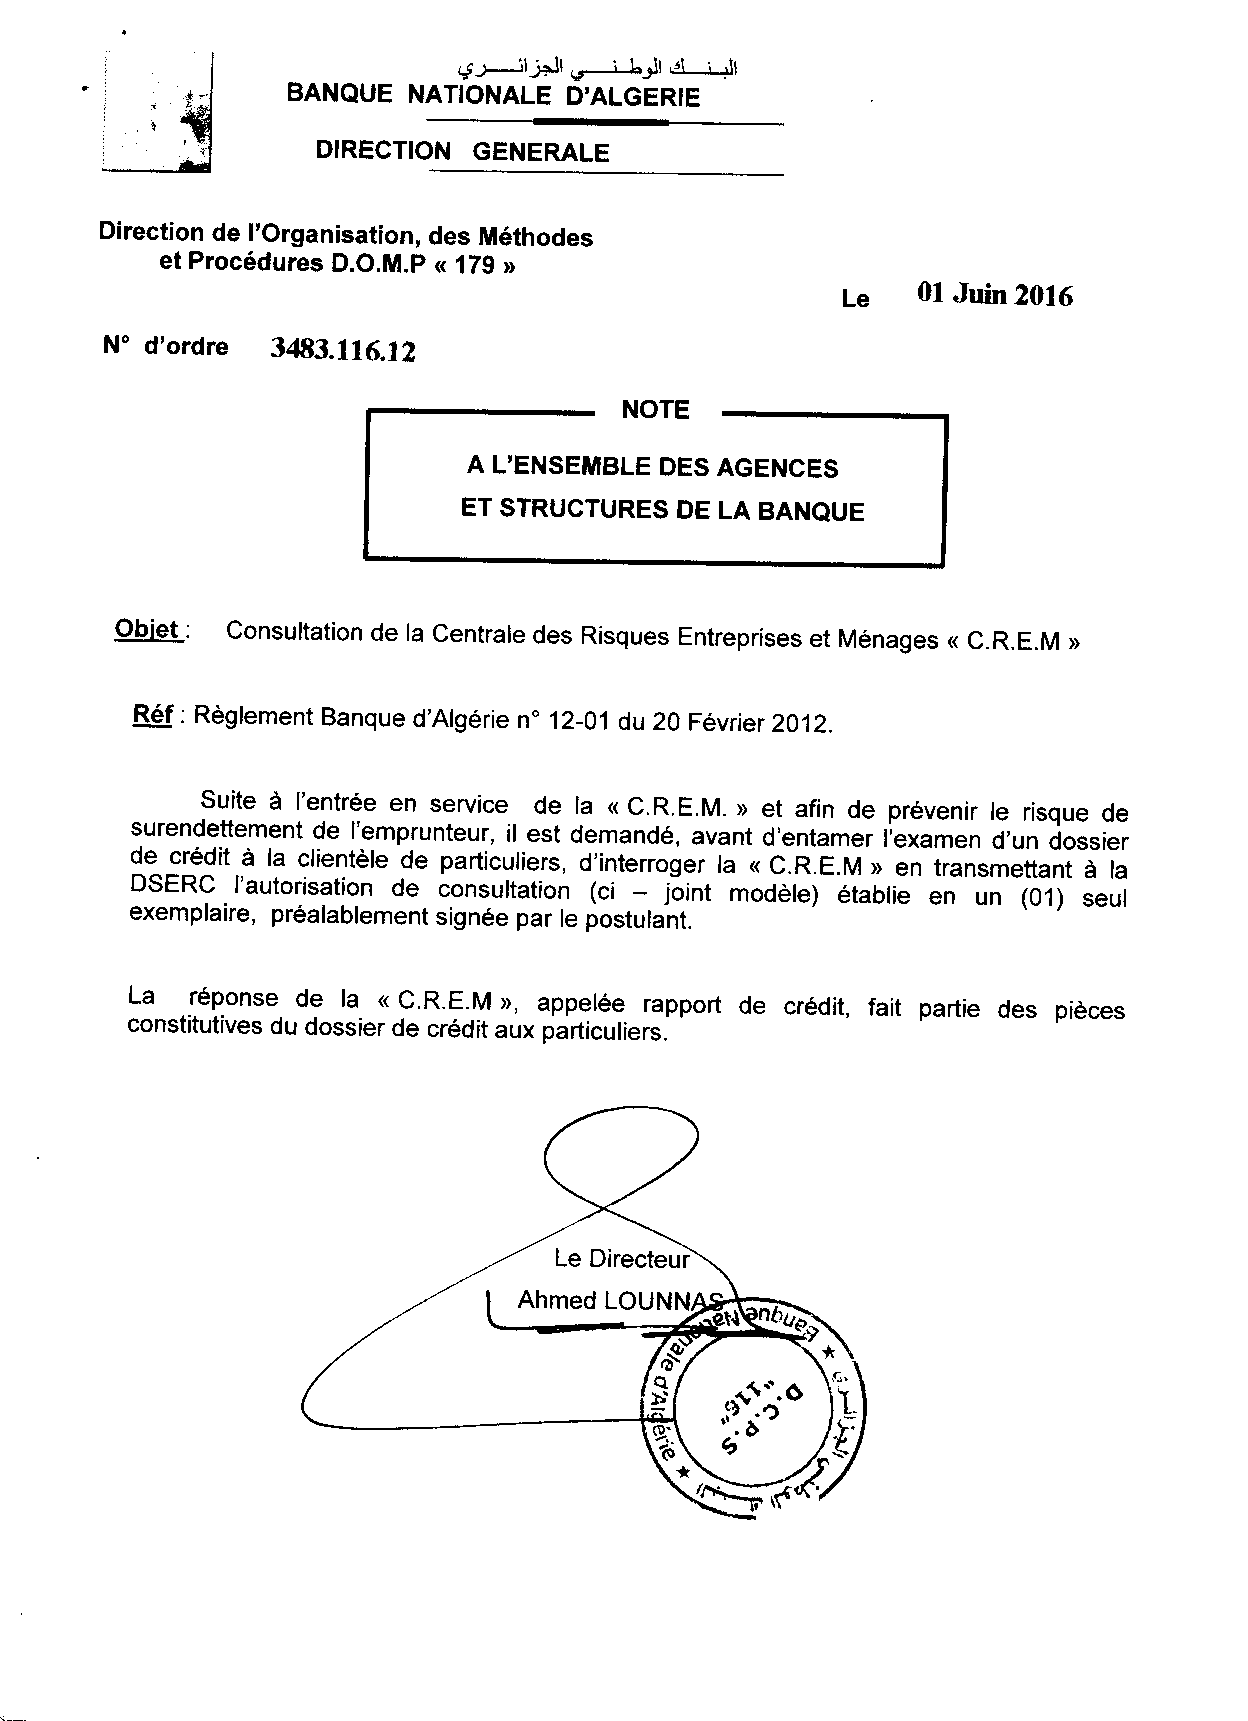 البنك الوطني الجزائري
BANQUE NATIONALE D'ALGERIE
DIRECTION GENERALE
Direction de l'Organisation, des Méthodes
et Procédures D.O.M.P « 179 »
Le 01 Juin 2016
N° d'ordre 3483.116.12
NOTE
A L'ENSEMBLE DES AGENCES
ET STRUCTURES DE LA BANQUE
Objet : Consultation de la Centrale des Risques Entreprises et Ménages « C.R.E.M »
Réf : Règlement Banque d'Algérie n° 12-01 du 20 Février 2012.
Suite à l'entrée en service de la « C.R.E.M. » et afin de prévenir le risque de
surendettement de l'emprunteur, il est demandé, avant d'entamer l'examen d'un dossier
de crédit à la clientèle de particuliers, d'interroger la « C.R.E.M » en transmettant à la
DSERC l'autorisation de consultation (ci – joint modèle) établie en un (01) seul
exemplaire, préalablement signée par le postulant.
La réponse de la « C.R.E.M », appelée rapport de crédit, fait partie des pièces
constitutives du dossier de crédit aux particuliers.
Le Directeur
Ahmed LOUNNAS
Banque Nationale d'Algérie
البنك الوطني الجزائري
D.C.P.S
"116"